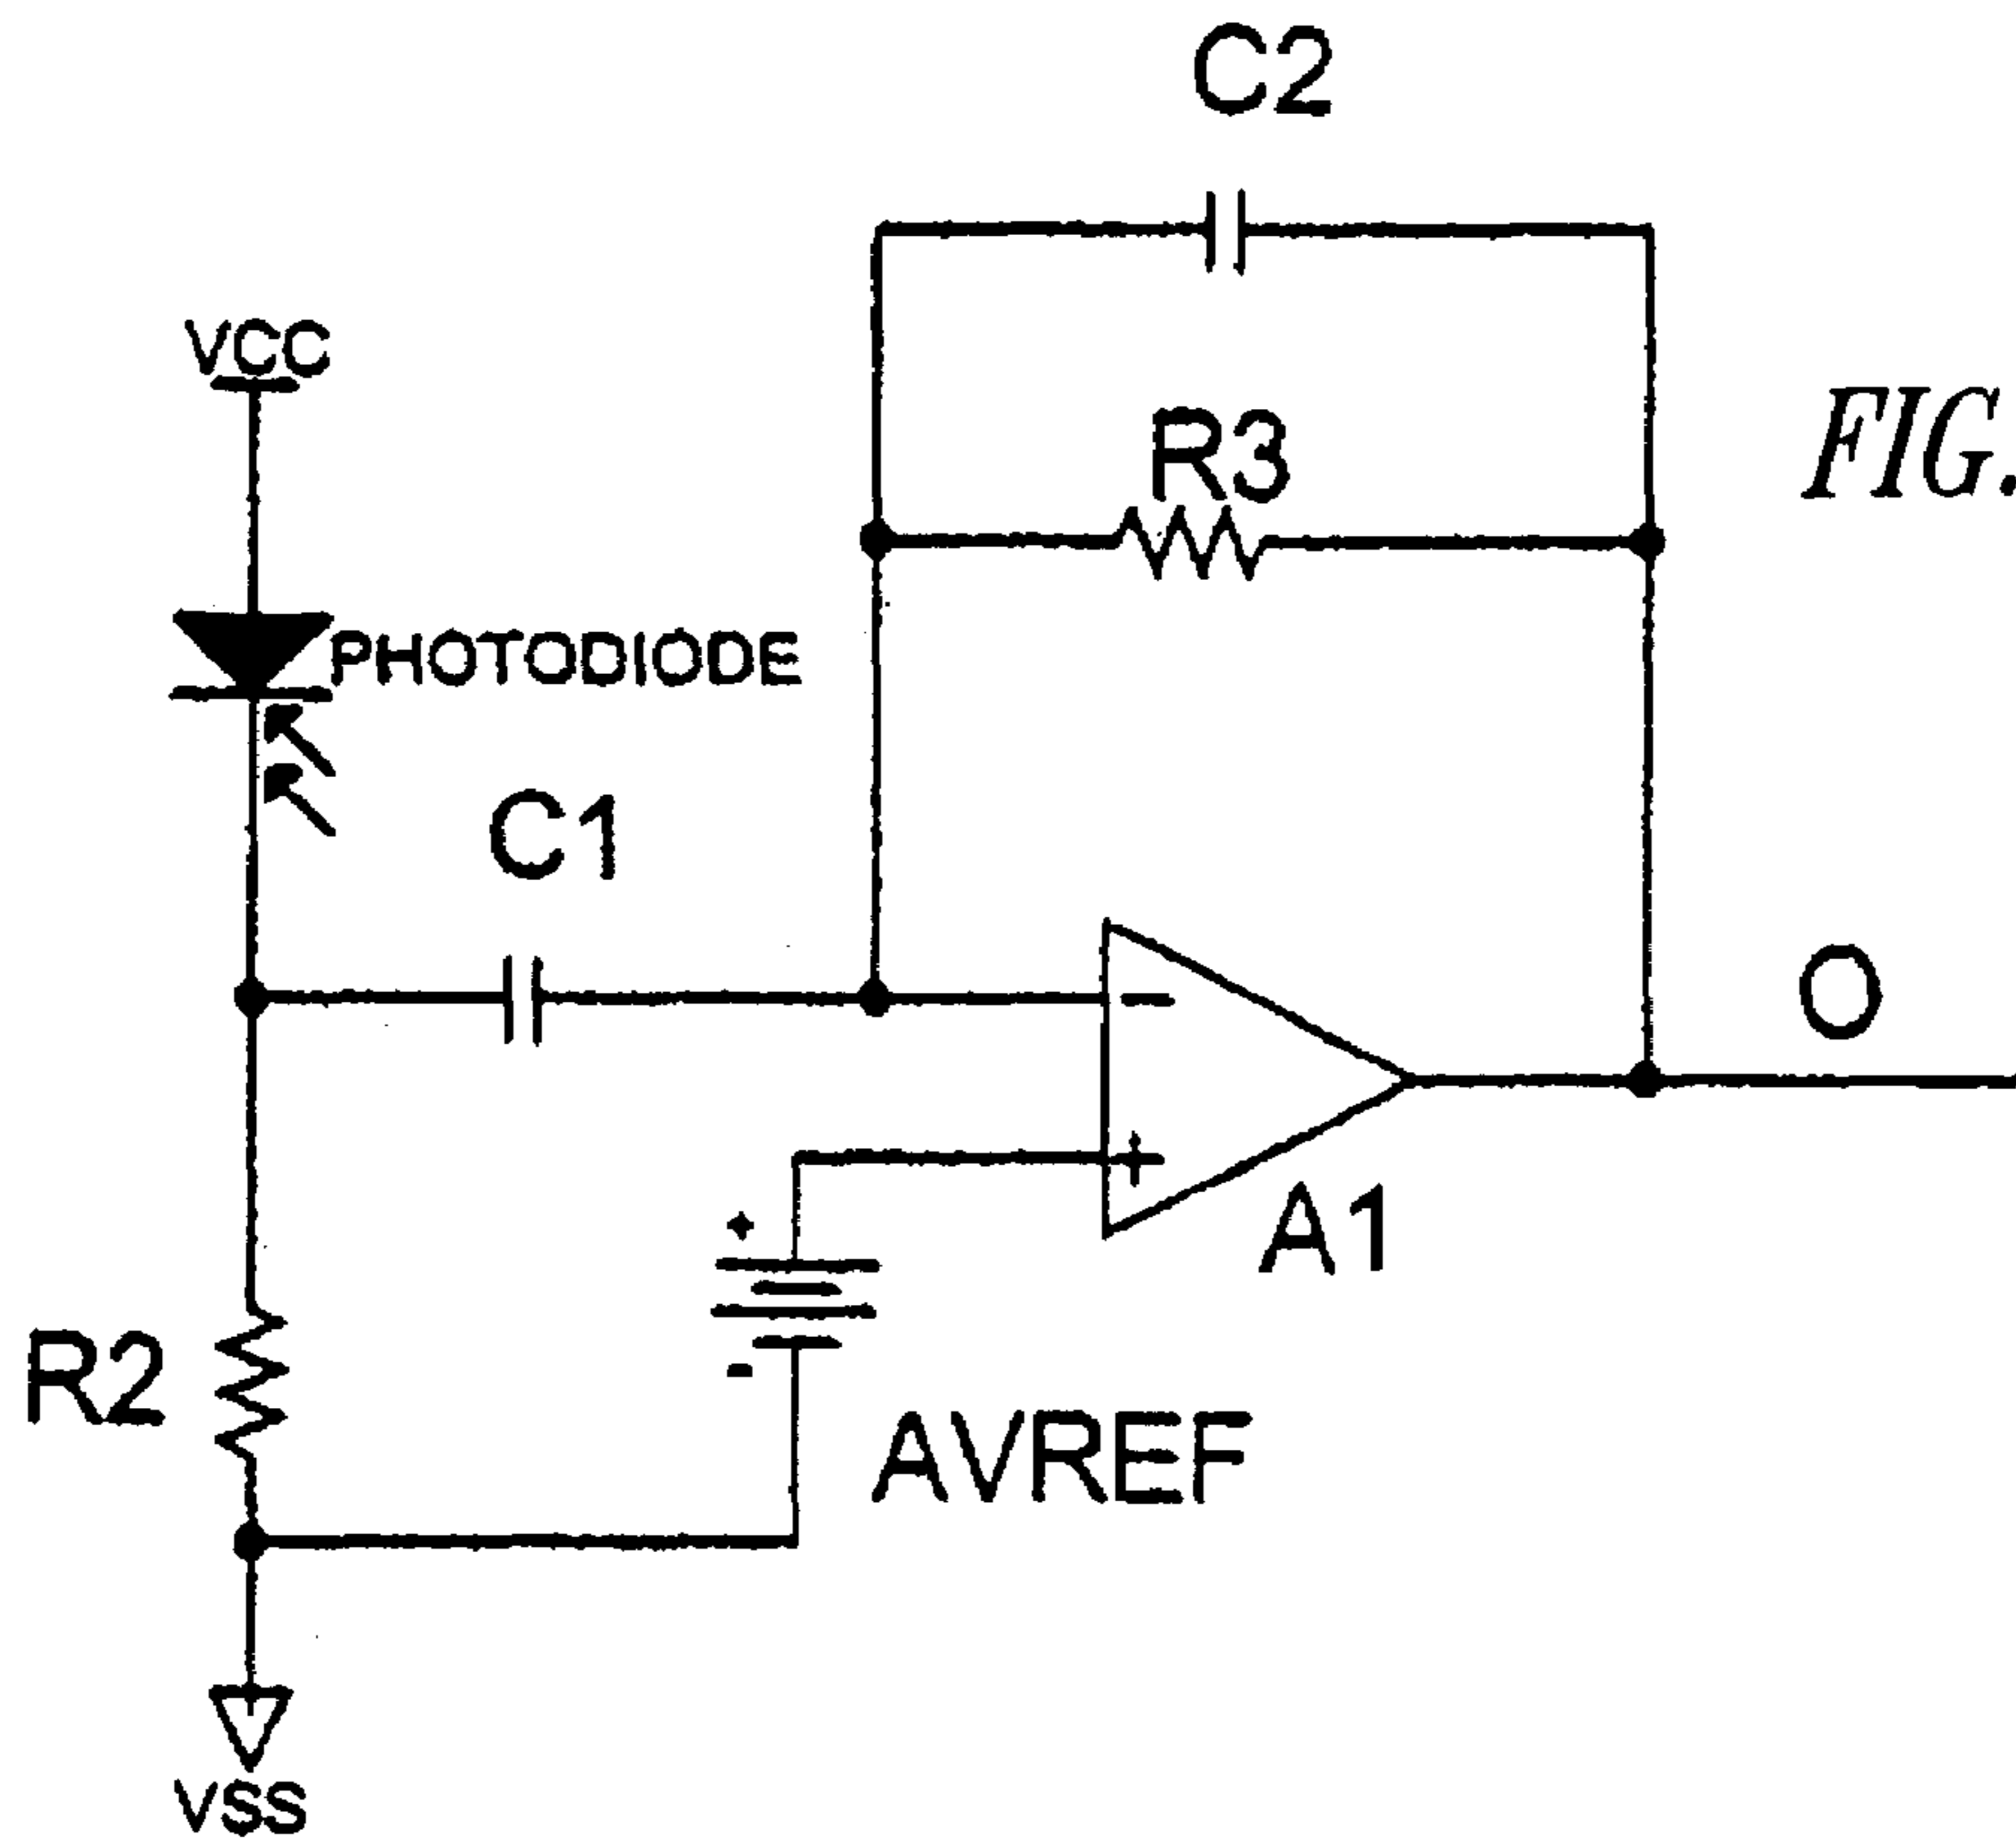 C2
VCC
R3
FIG.
PHOTODIODE
C1
O
-
+
A1
+
-
R2
AVREF
VSS